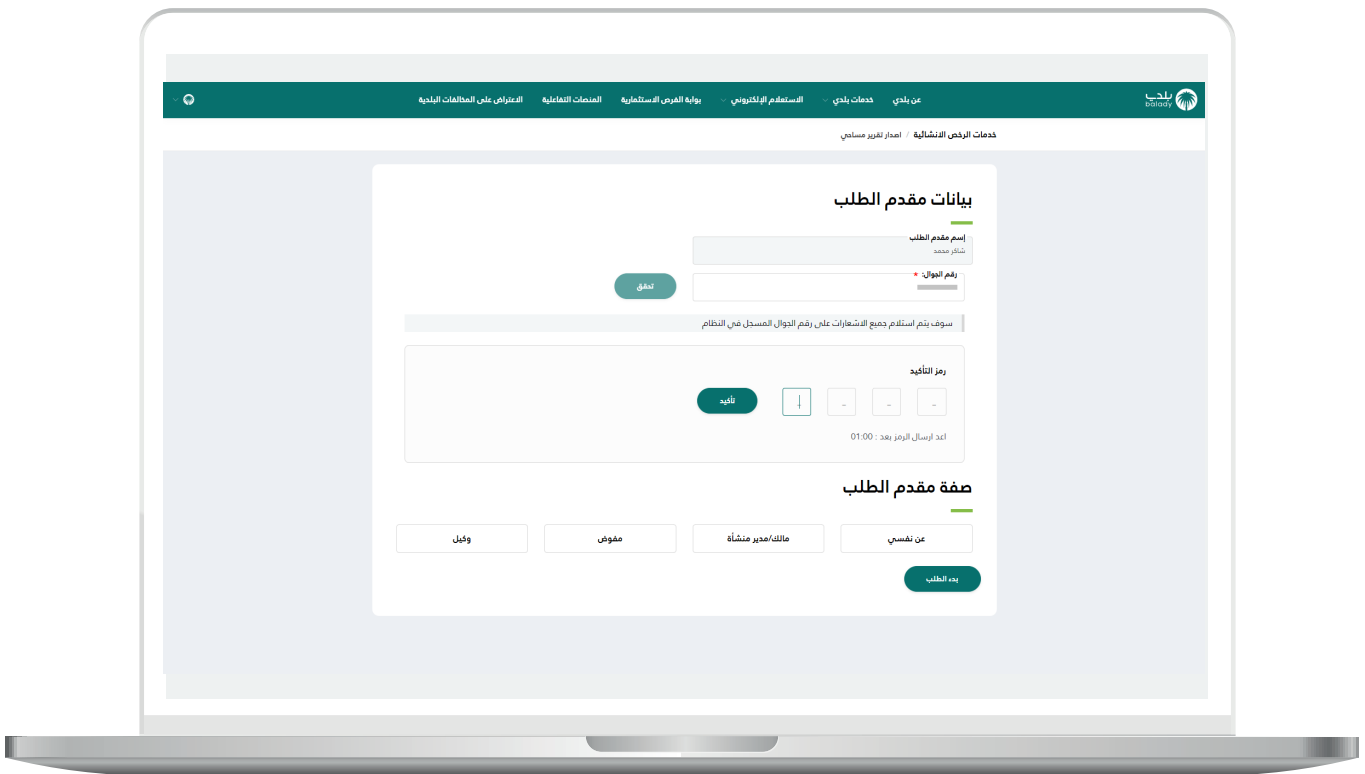 بلدي
balady
عن بلدي خدمات بلدي الاستعلام الإلكتروني بوابة الفرص الاستثمارية المنصات التفاعلية الاعتراض على المخالفات البلدية
خدمات الرخص الانشائية / اصدار تقرير مساحي
بيانات مقدم الطلب
إسم مقدم الطلب
شاكر محمد
رقم الجوال: *
تحقق
سوف يتم استلام جميع الاشعارات على رقم الجوال المسجل في النظام
رمز التأكيد
تأكيد
اعد ارسال الرمز بعد : 01:00
صفة مقدم الطلب
عن نفسي مالك/مدير منشأة مفوض وكيل
بدء الطلب